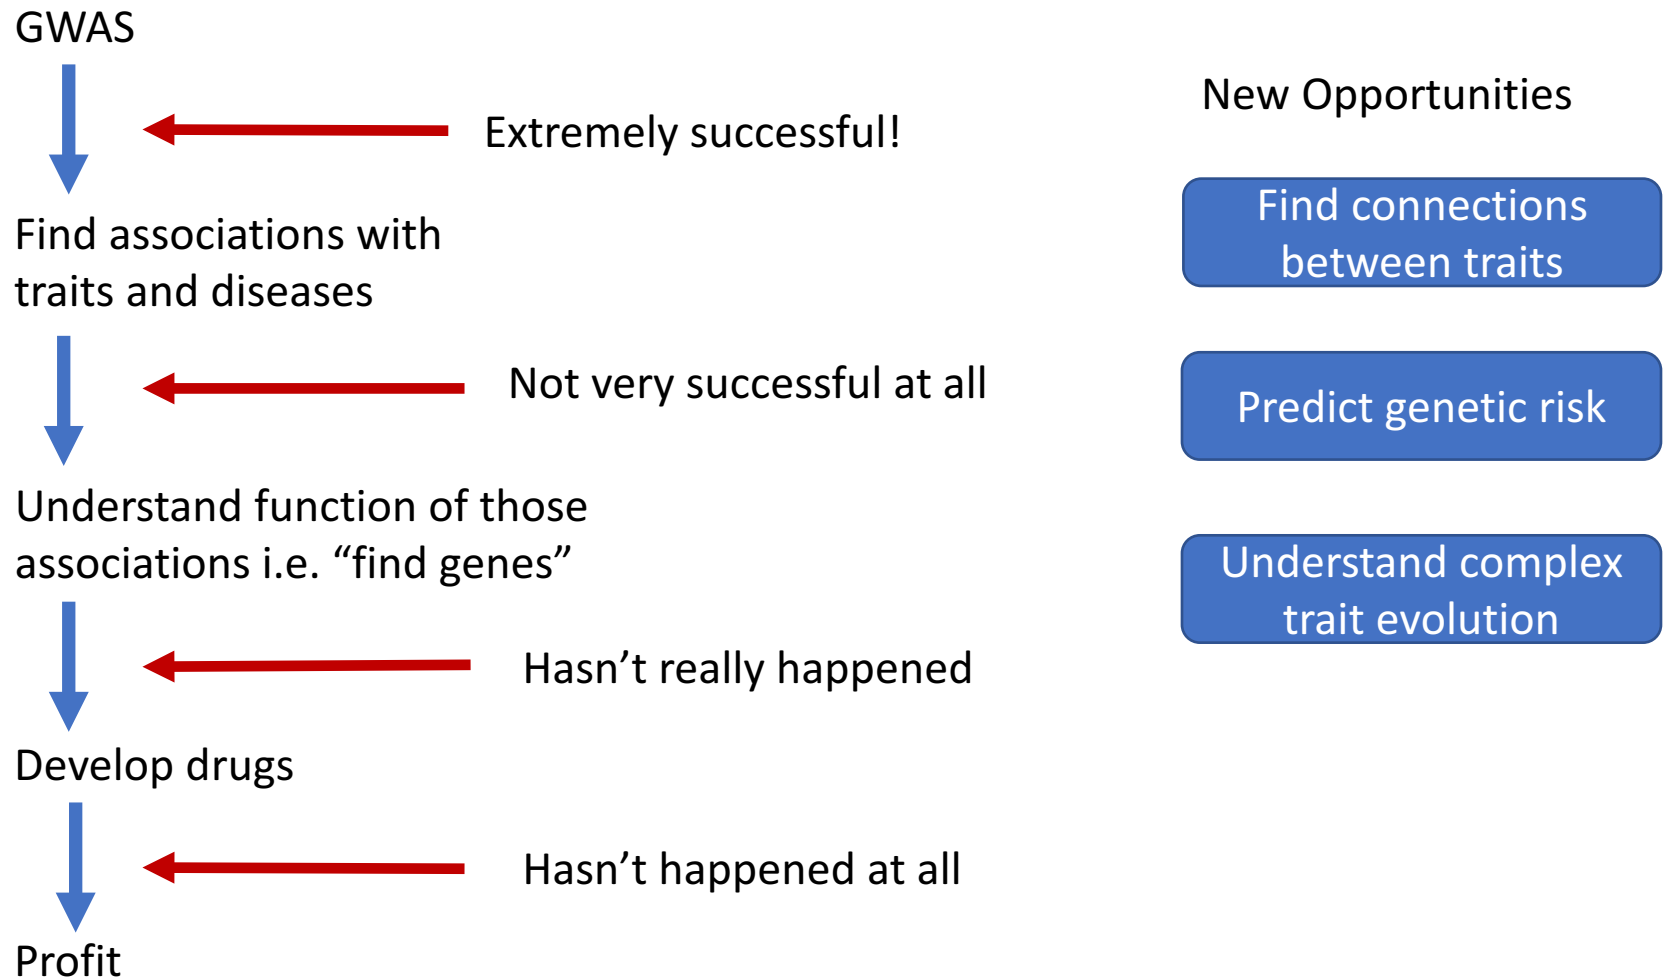 GWAS
Extremely successful!
Find associations with
traits and diseases
Not very successful at all
Understand function of those
associations i.e. “find genes”
Hasn’t really happened
Develop drugs
Hasn’t happened at all
Profit
New Opportunities
Find connections
between traits
Predict genetic risk
Understand complex
trait evolution